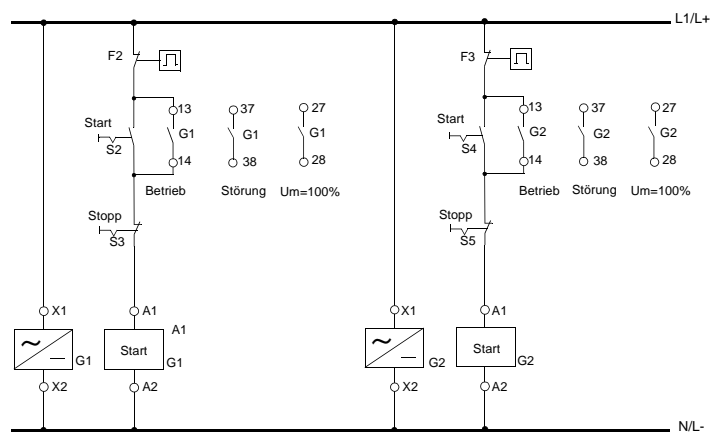 L1/L+
F2
F3
13
37
27
13
37
27
Start
G1
G1
G1
Start
G2
G2
G2
S2
S4
14
38
28
14
38
28
Betrieb
Störung
Um=100%
Betrieb
Störung
Um=100%
Stopp
Stopp
S3
S5
X1
A1
X1
A1
A1
Start
Start
G1
G1
G2
G2
X2
A2
X2
A2
N/L-